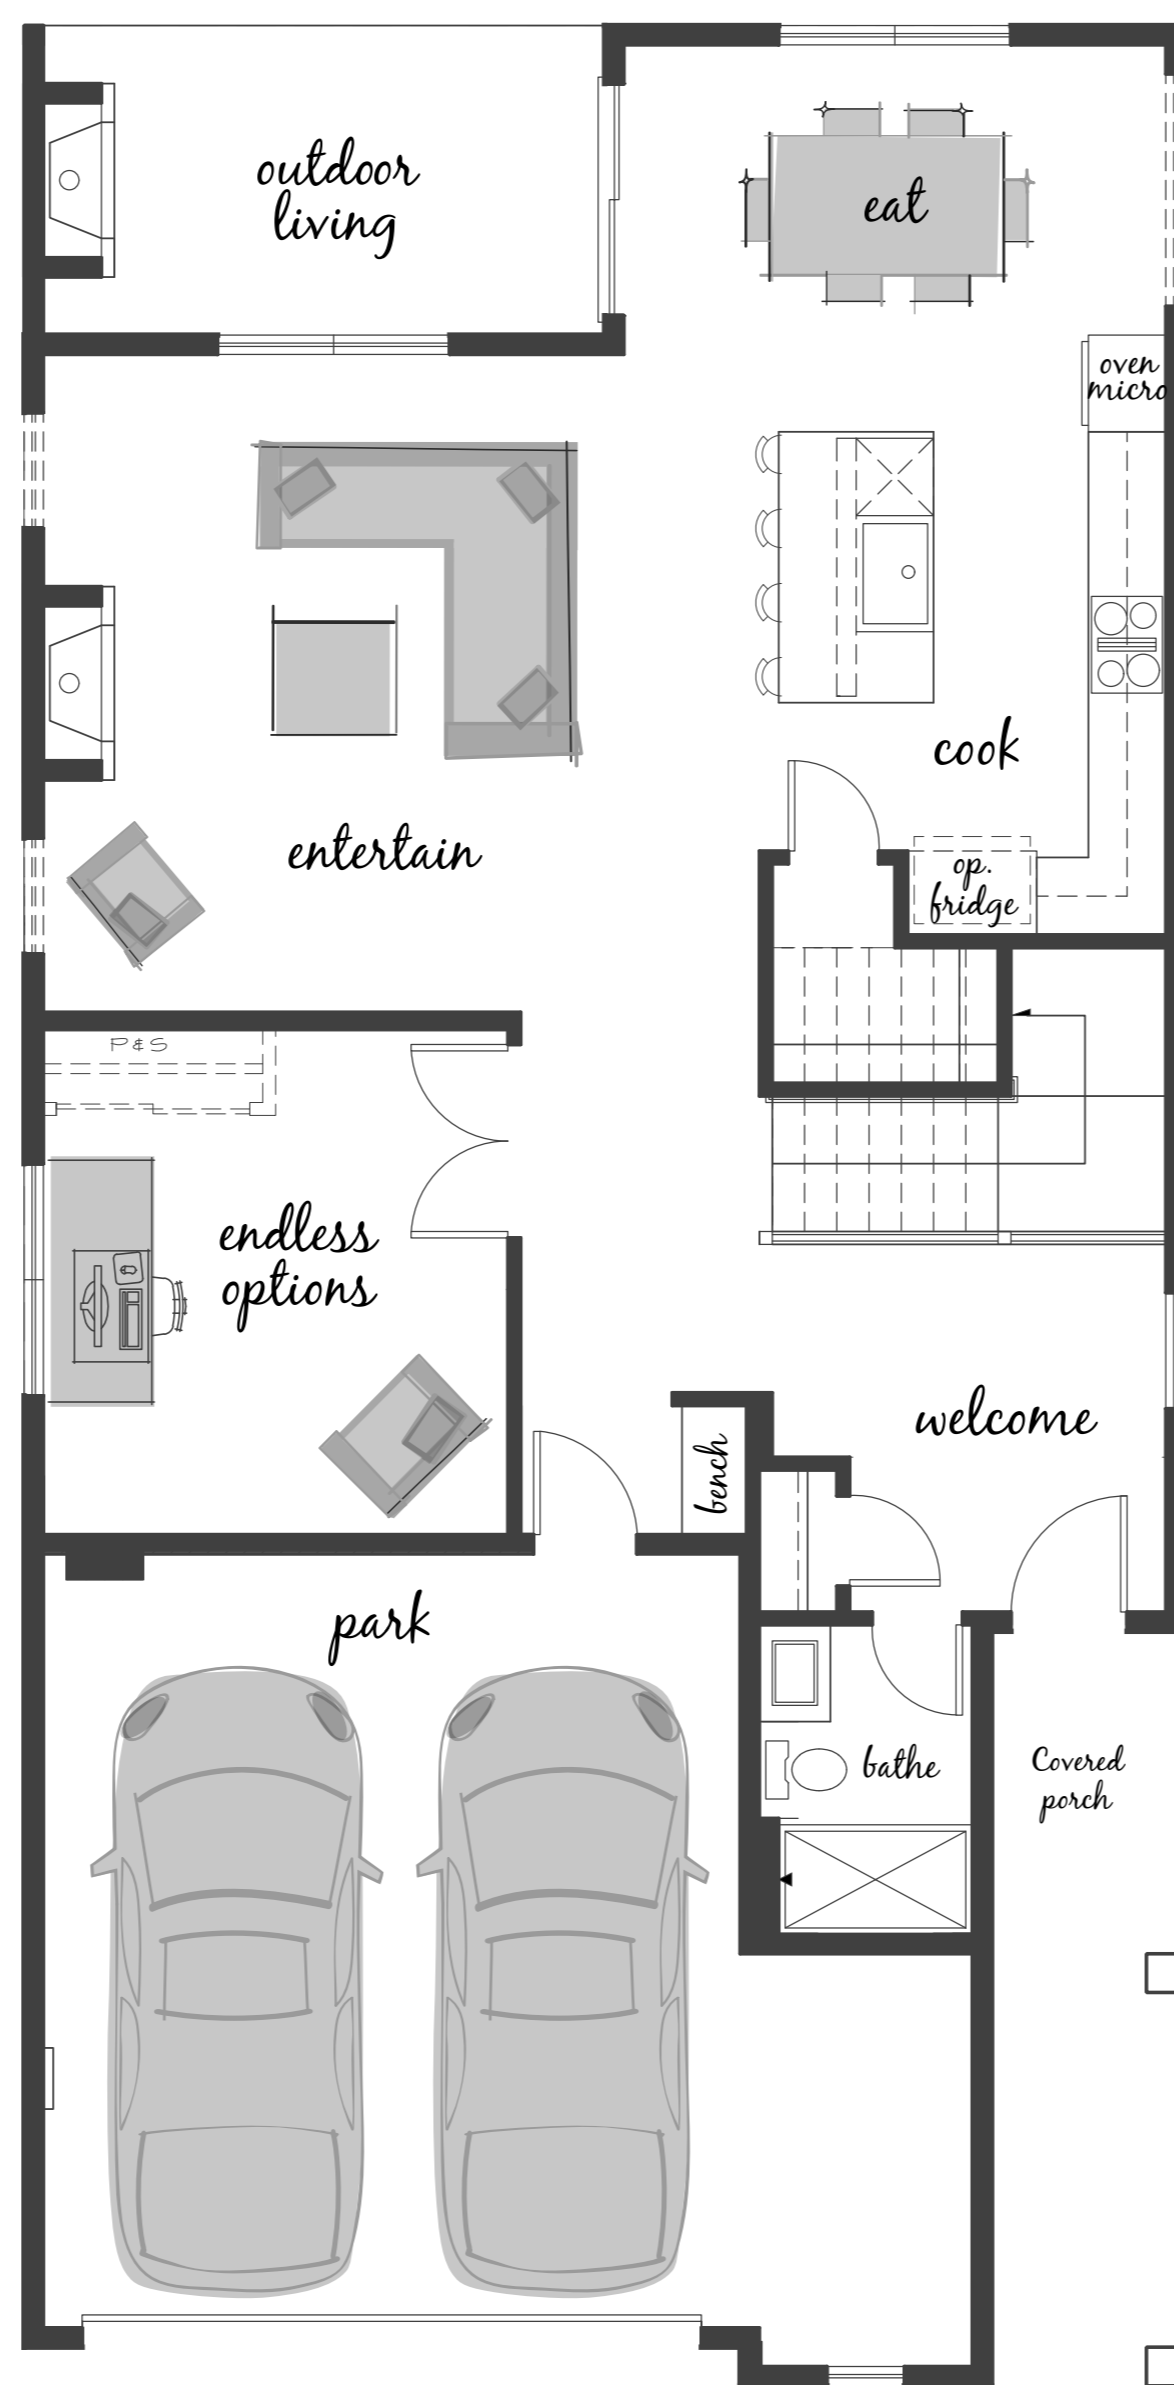 outdoor
living
eat
oven
micro
cook
entertain
op.
fridge
P&S
endless
options
welcome
bench
park
bathe
Covered
porch